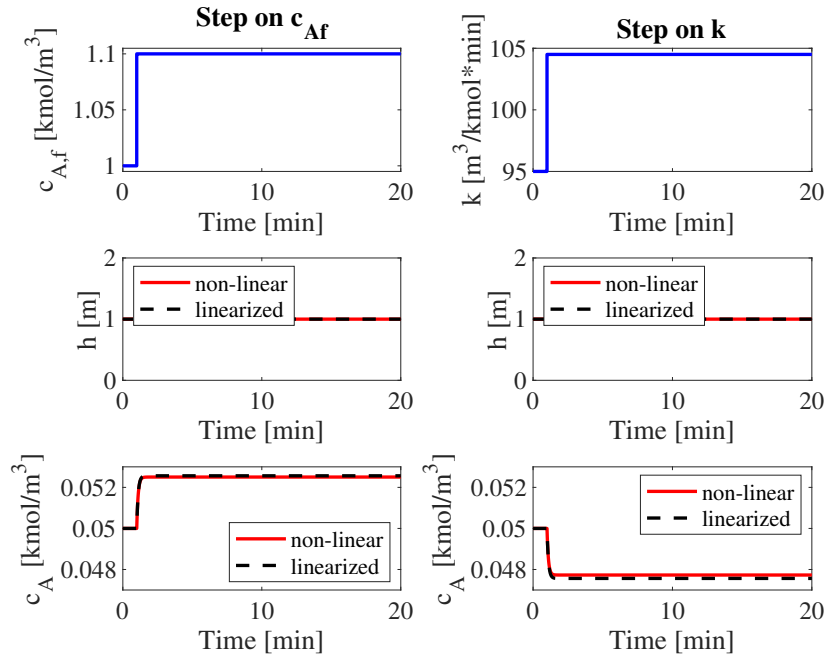 Step on c_Af
c_A,f [kmol/m^3]
1.1
1.05
1
0
10
20
Time [min]
Step on k
k [m^3/kmol*min]
105
100
95
0
10
20
Time [min]
h [m]
2
1
0
non-linear
linearized
0
10
20
Time [min]
h [m]
2
1
0
non-linear
linearized
0
10
20
Time [min]
c_A [kmol/m^3]
0.052
0.05
0.048
non-linear
linearized
0
10
20
Time [min]
c_A [kmol/m^3]
0.052
0.05
0.048
non-linear
linearized
0
10
20
Time [min]